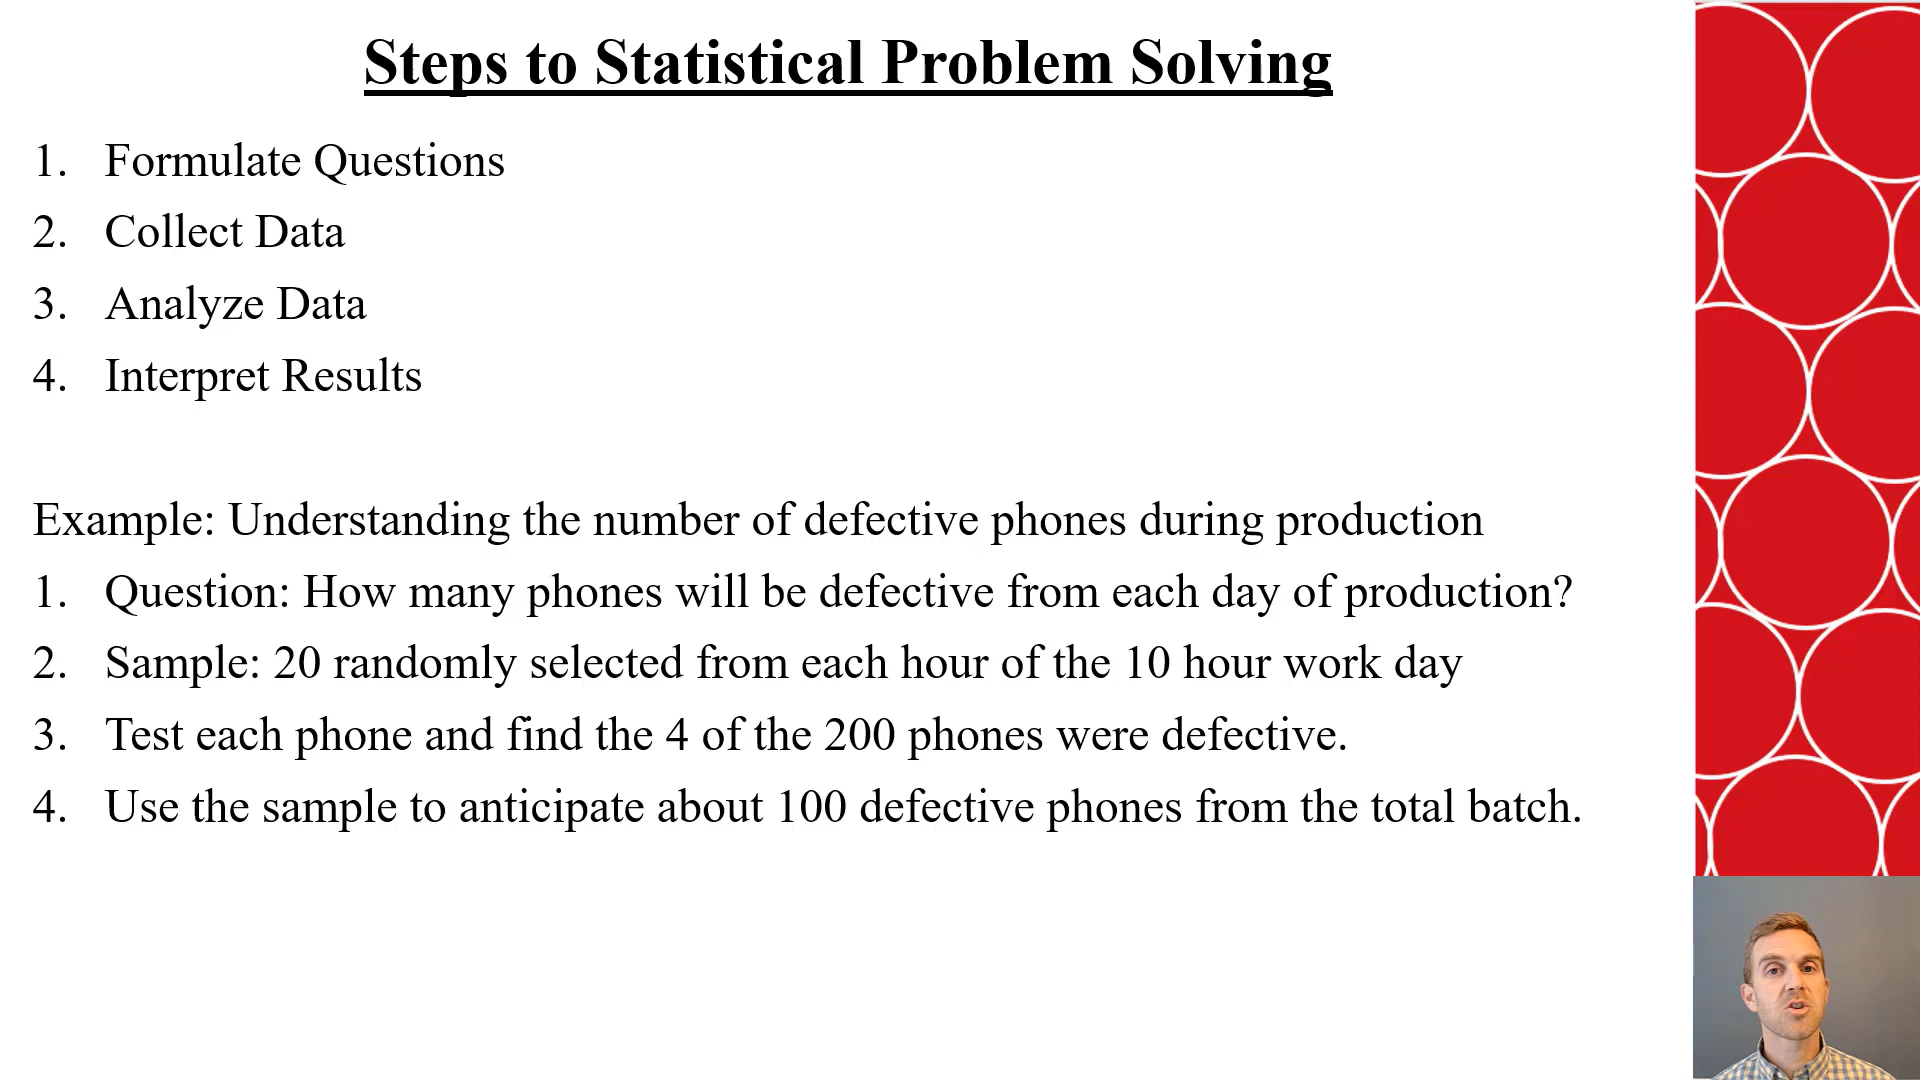 Steps to Statistical Problem Solving
1. Formulate Questions
2. Collect Data
3. Analyze Data
4. Interpret Results
Example: Understanding the number of defective phones during production
1. Question: How many phones will be defective from each day of production?
2. Sample: 20 randomly selected from each hour of the 10 hour work day
3. Test each phone and find the 4 of the 200 phones were defective.
4. Use the sample to anticipate about 100 defective phones from the total batch.